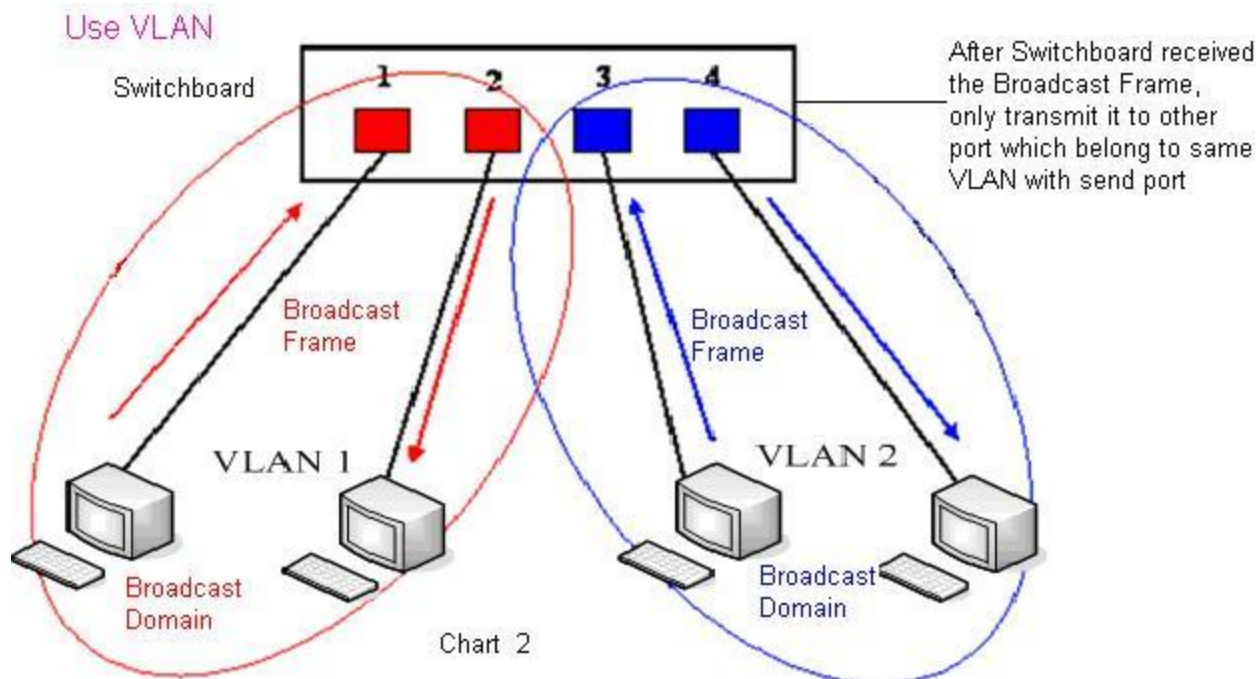 Use VLAN
Switchboard
1 2 3 4
After Switchboard received
the Broadcast Frame,
only transmit it to other
port which belong to same
VLAN with send port
Broadcast
Frame
Broadcast
Frame
VLAN 1
VLAN 2
Broadcast
Domain
Broadcast
Domain
Chart 2